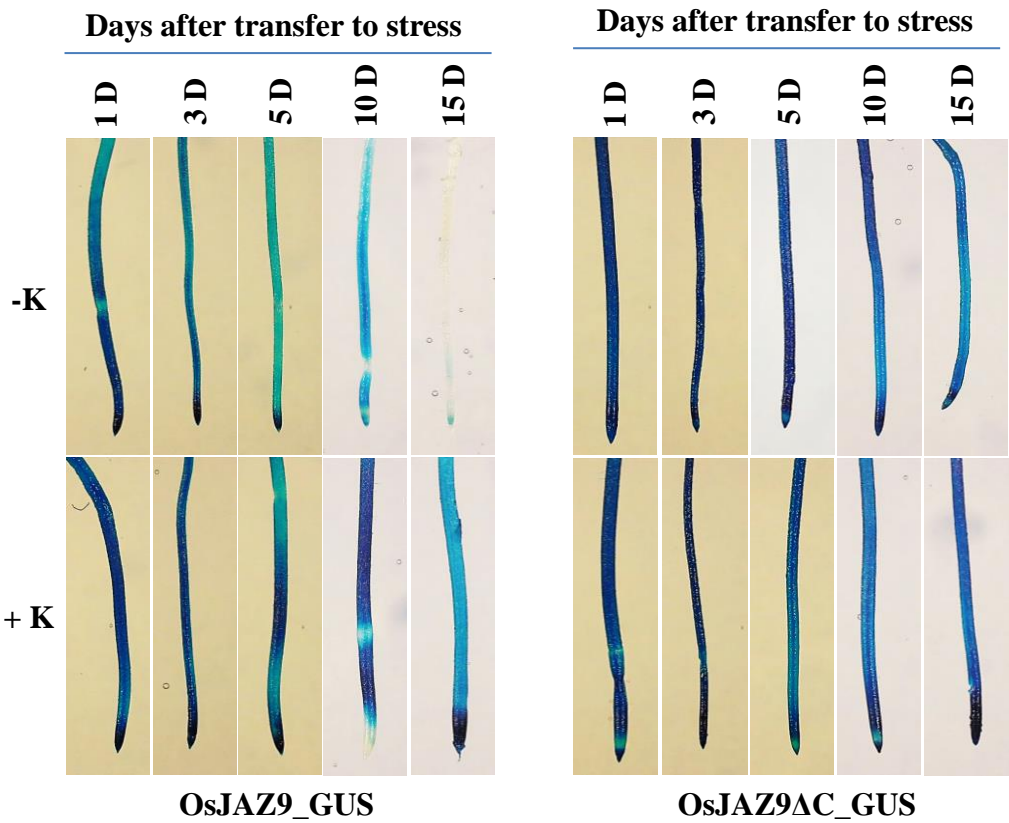 Days after transfer to stress
1 D
3 D
5 D
10 D
15 D
-K
+ K
OsJAZ9_GUS
Days after transfer to stress
1 D
3 D
5 D
10 D
15 D
OsJAZ9ΔC_GUS